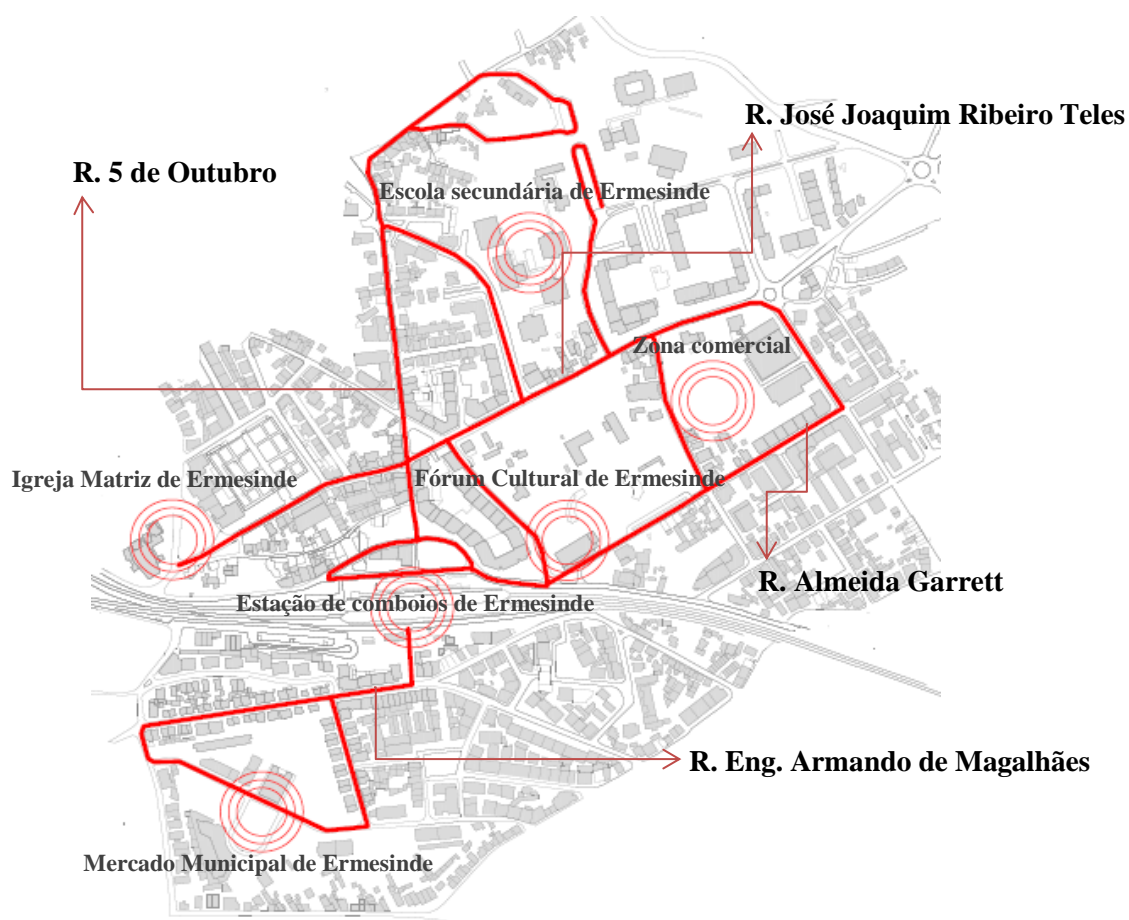 R. José Joaquim Ribeiro Teles
R. 5 de Outubro
Escola secundária de Ermesinde
Zona comercial
Igreja Matriz de Ermesinde
Fórum Cultural de Ermesinde
R. Almeida Garrett
Estação de comboios de Ermesinde
R. Eng. Armando de Magalhães
Mercado Municipal de Ermesinde